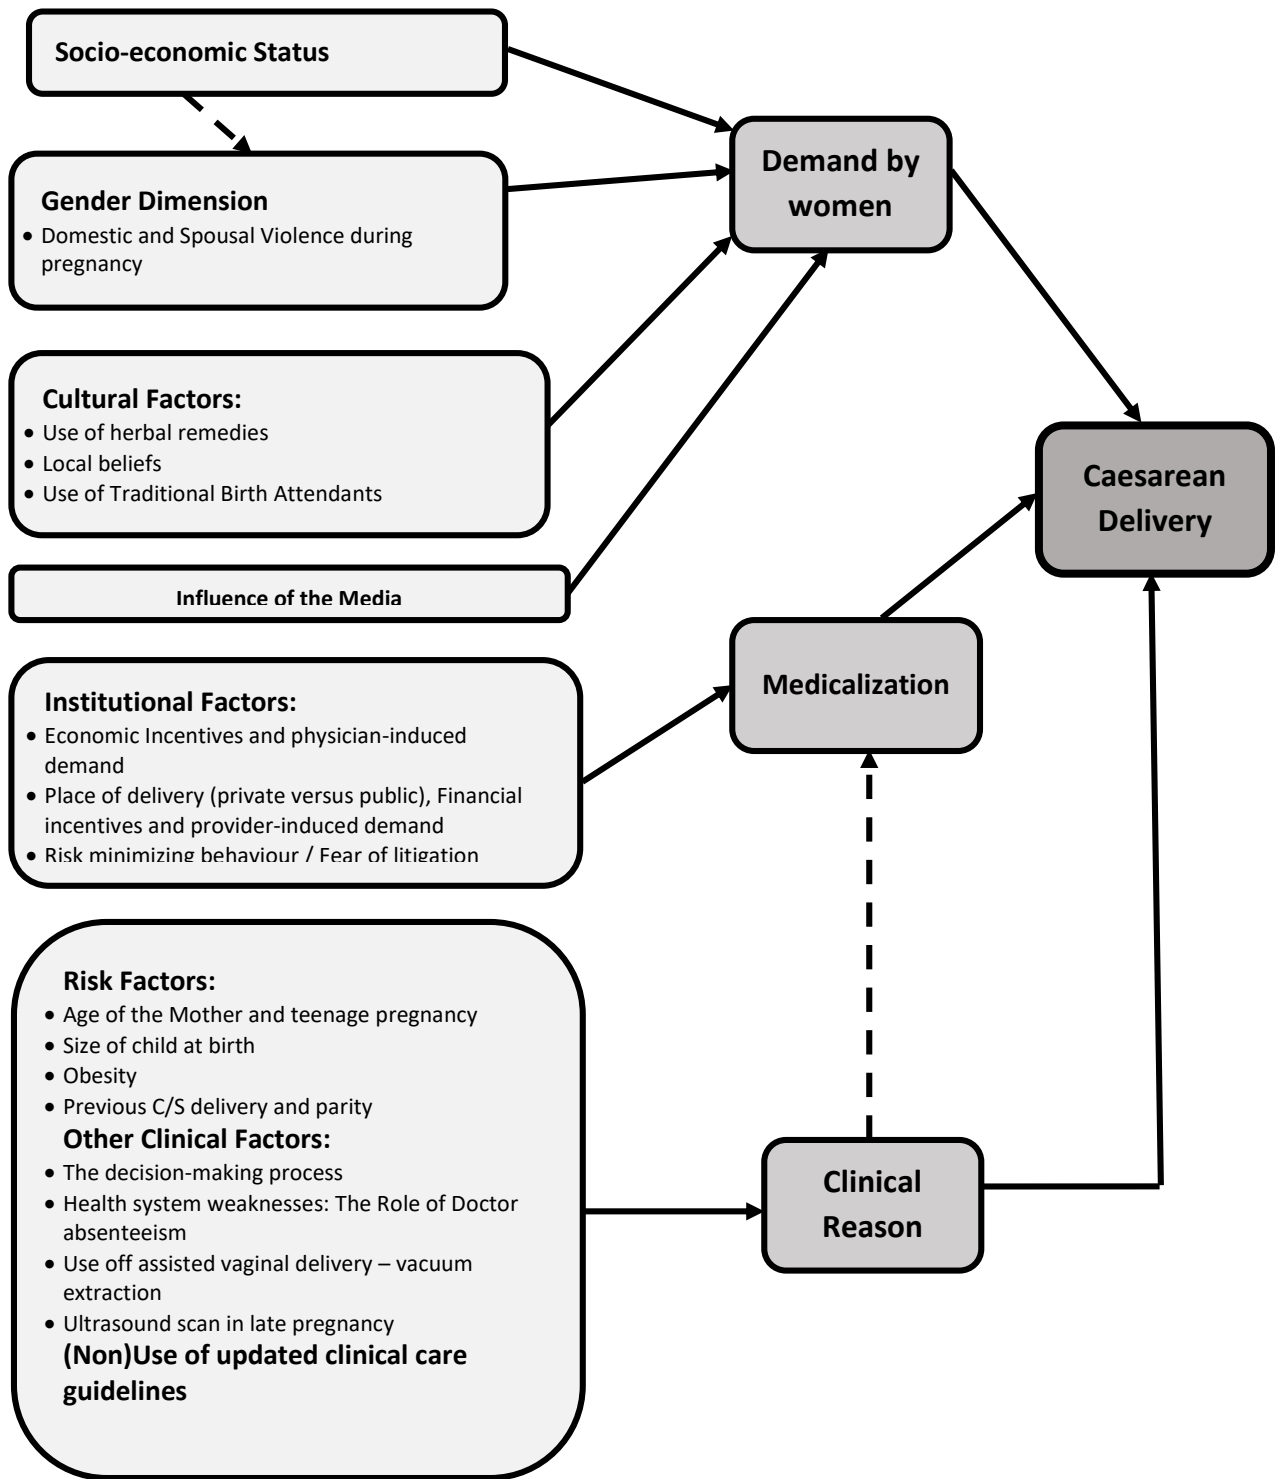 Socio-economic Status
Gender Dimension
• Domestic and Spousal Violence during
pregnancy
Demand by
women
Cultural Factors:
• Use of herbal remedies
• Local beliefs
• Use of Traditional Birth Attendants
Caesarean
Delivery
Influence of the Media
Institutional Factors:
• Economic Incentives and physician-induced
demand
• Place of delivery (private versus public), Financial
incentives and provider-induced demand
• Risk minimizing behaviour / Fear of litigation
Medicalization
Risk Factors:
• Age of the Mother and teenage pregnancy
• Size of child at birth
• Obesity
• Previous C/S delivery and parity
Other Clinical Factors:
• The decision-making process
• Health system weaknesses: The Role of Doctor
absenteeism
• Use off assisted vaginal delivery – vacuum
extraction
• Ultrasound scan in late pregnancy
(Non)Use of updated clinical care
guidelines
Clinical
Reason